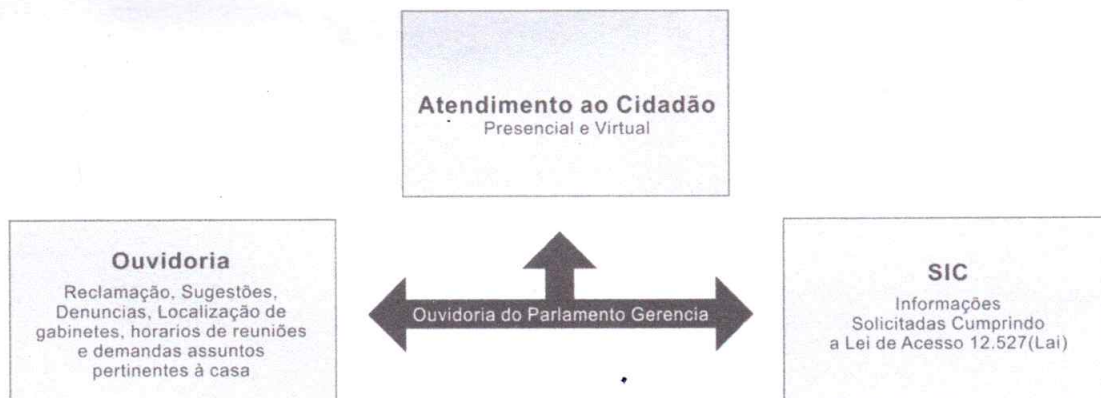 Atendimento ao Cidadão
Presencial e Virtual
Ouvidoria
Reclamação, Sugestões,
Denuncias, Localização de
gabinetes, horarios de reuniões
e demandas assuntos
pertinentes à casa
Ouvidoria do Parlamento Gerencia
SIC
Informações
Solicitadas Cumprindo
a Lei de Acesso 12.527(Lai)